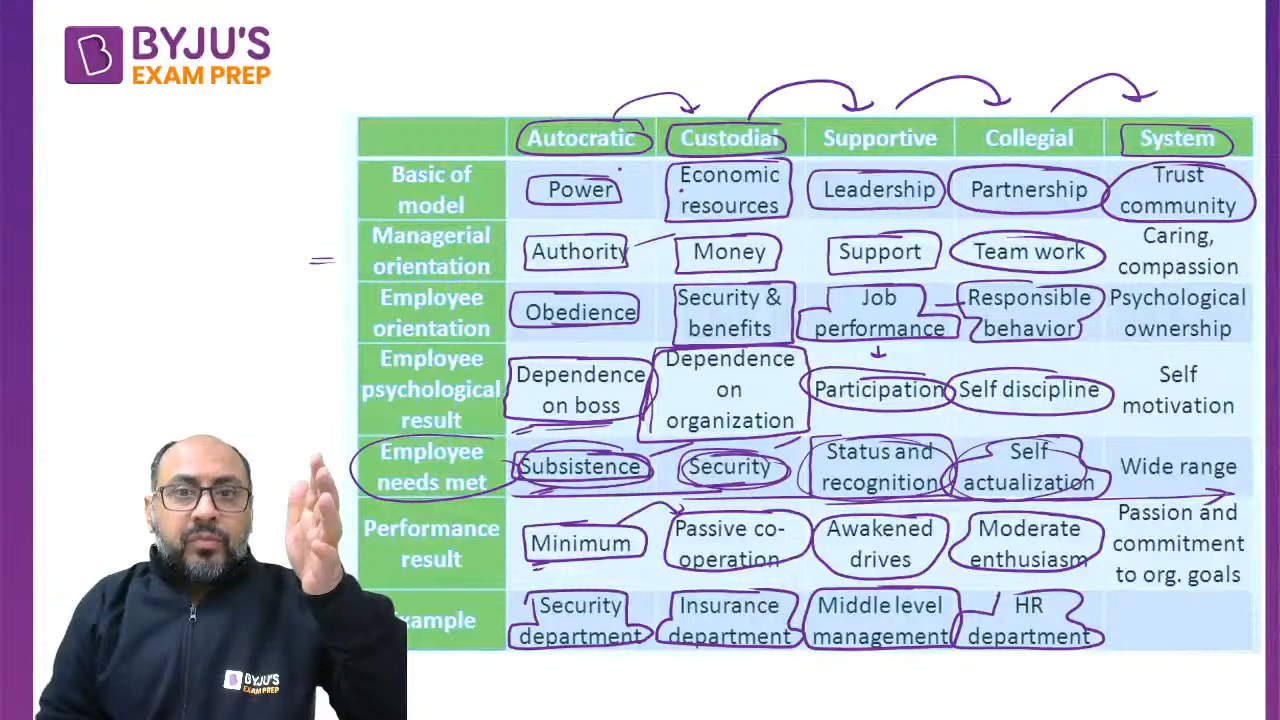 BYJU'S
EXAM PREP
Autocratic Custodial Supportive Collegial System
Basic of model Power Economic resources Leadership Partnership Trust community
Managerial orientation Authority Money Support Team work Caring, compassion
Employee orientation Obedience Security & benefits Job performance Responsible behavior Psychological ownership
Employee psychological result Dependence on boss Dependence on organization Participation Self discipline Self motivation
Employee needs met Subsistence Security Status and recognition Self actualization Wide range
Performance result Minimum Passive co-operation Awakened drives Moderate enthusiasm Passion and commitment to org. goals
xample Security department Insurance department Middle level management HR department
BYJU'S
EXAM PREP